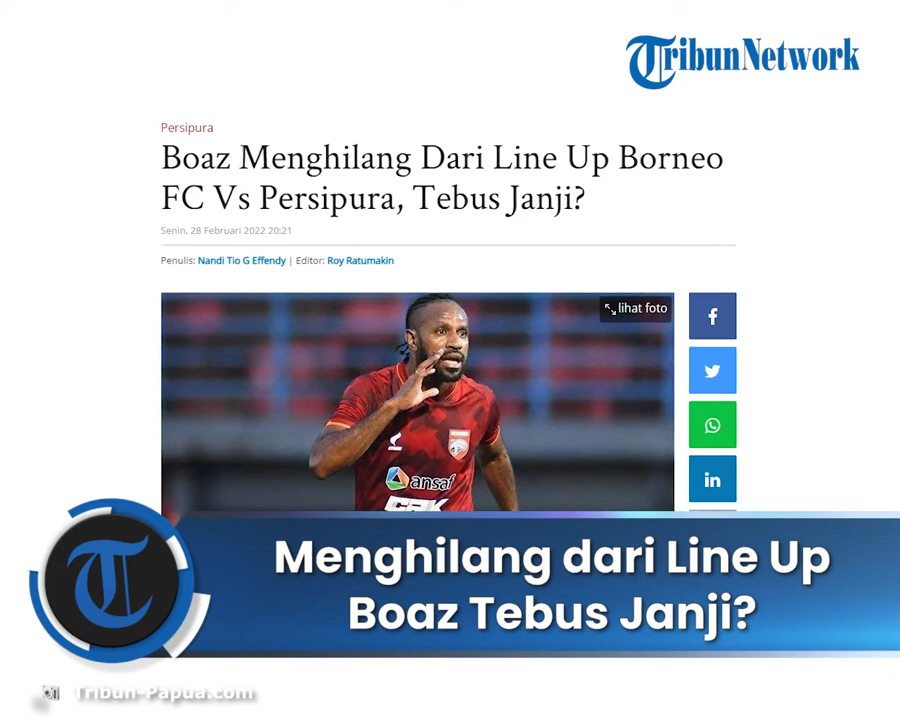 Tribun Network
Persipura
Boaz Menghilang Dari Line Up Borneo
FC Vs Persipura, Tebus Janji?
Senin, 28 Februari 2022 20:21
Penulis: Nandi Tio G Effendy | Editor: Roy Ratumakin
lihat foto
ansaf
Menghilang dari Line Up
Boaz Tebus Janji?
Tribun-Papua.com